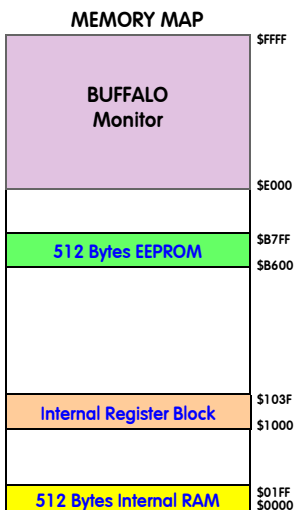 MEMORY MAP
$FFFF
BUFFALO
Monitor
$E000
$B7FF
512 Bytes EEPROM
$B600
$103F
Internal Register Block
$1000
$01FF
512 Bytes Internal RAM
$0000